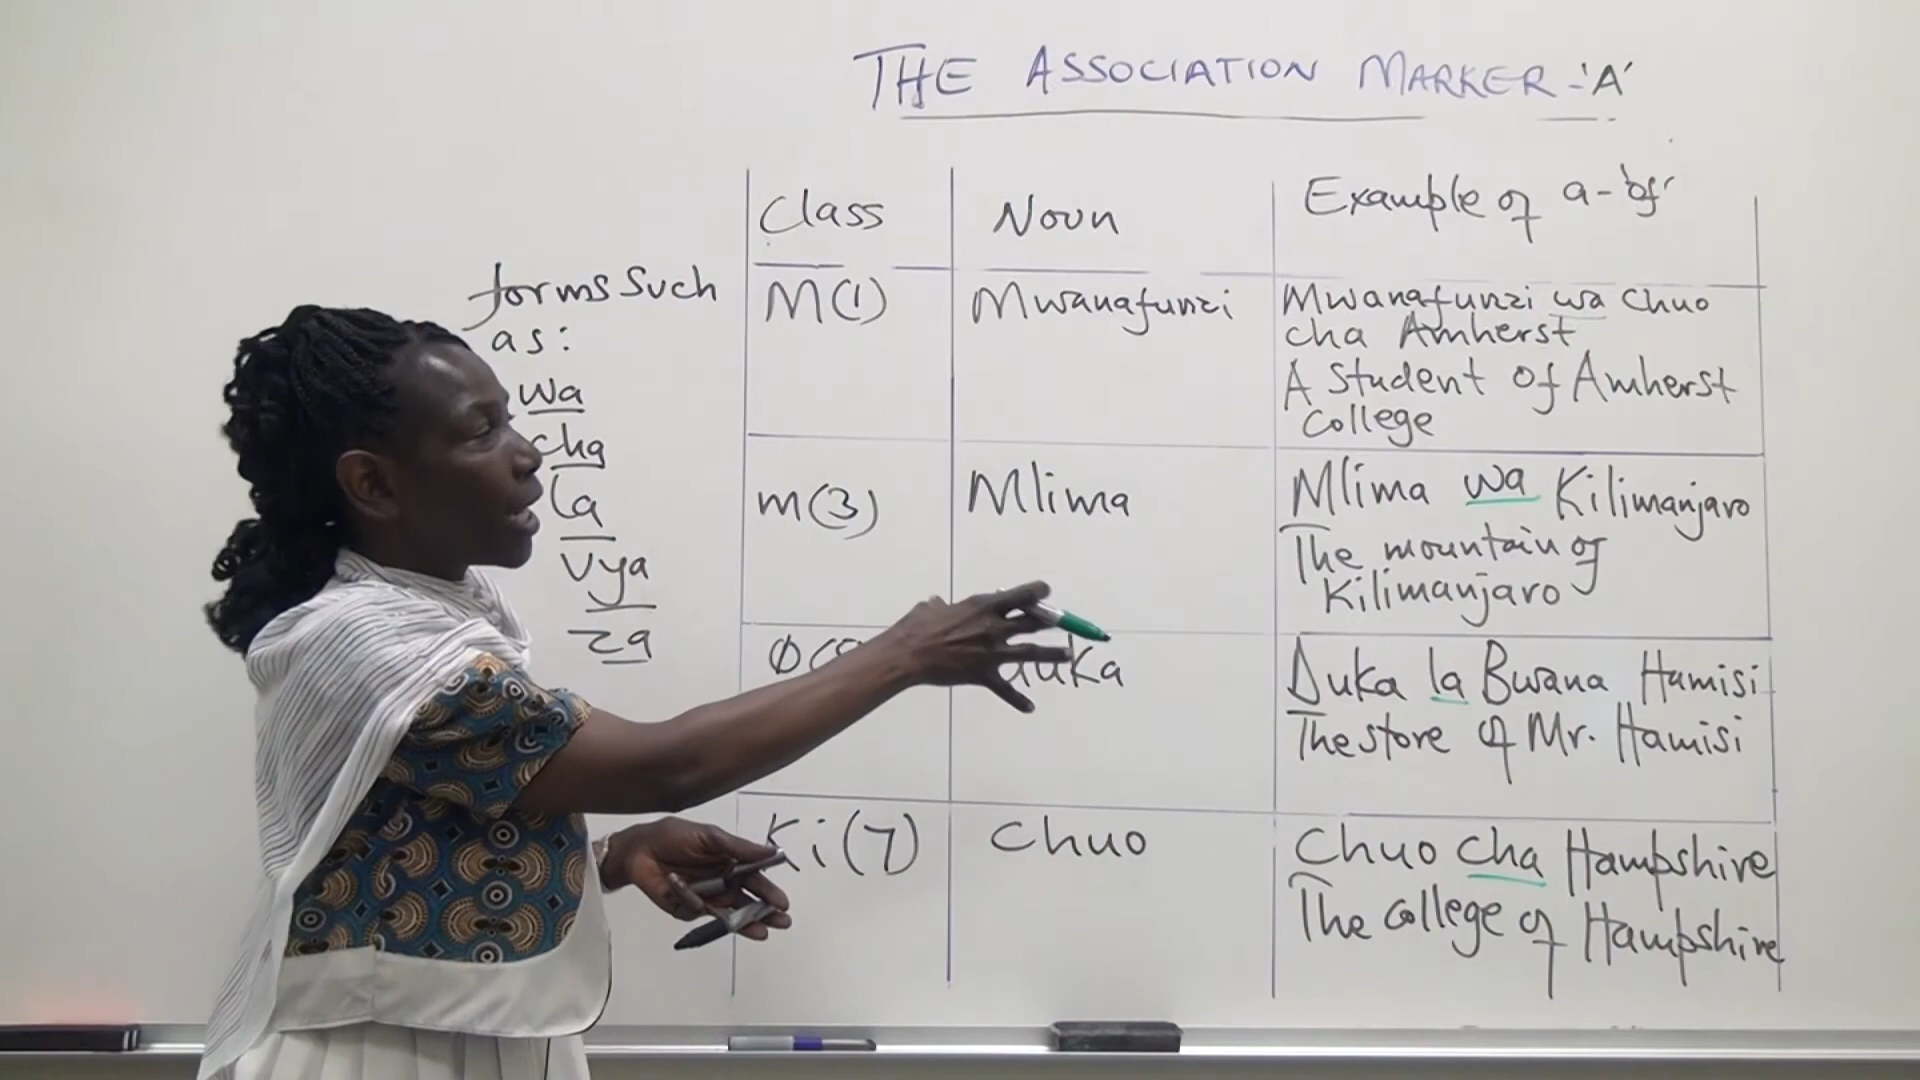 THE ASSOCIATION MARKER -'A'
forms such
as:
wa
cha
la
vya
za
Class
Noun
Example of a - 'of'
M(1)
Mwanafunzi
Mwanafunzi wa Chuo
cha Amherst
A Student of Amherst
College
m(3)
Mlima
Mlima wa Kilimanjaro
The mountain of
Kilimanjaro
duka
Duka la Bwana Hamisi
The store of Mr. Hamisi
Ki(7)
Chuo
Chuo cha Hampshire
The College of Hampshire